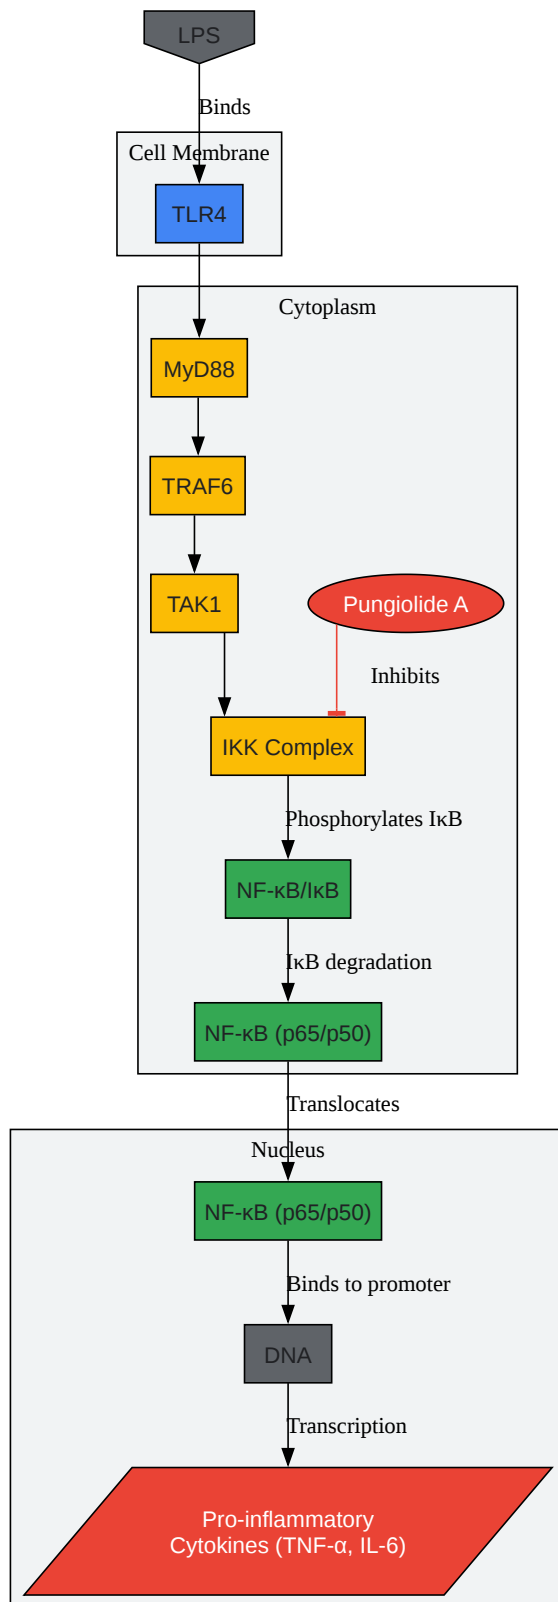 LPS
Binds
Cell Membrane
TLR4
Cytoplasm
MyD88
TRAF6
TAK1
Pungiolide A
Inhibits
IKK Complex
Phosphorylates IκB
NF-κB/IκB
IκB degradation
NF-κB (p65/p50)
Translocates
Nucleus
NF-κB (p65/p50)
Binds to promoter
DNA
Transcription
Pro-inflammatory
Cytokines (TNF-α, IL-6)